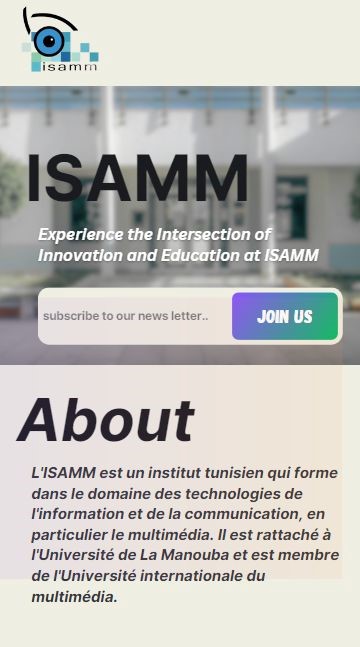 isamm
ISAMM
Experience the Intersection of
Innovation and Education at ISAMM
subscribe to our news letter..
JOIN US
About
L'ISAMM est un institut tunisien qui forme
dans le domaine des technologies de
l'information et de la communication, en
particulier le multimédia. Il est rattaché à
l'Université de La Manouba et est membre
de l'Université internationale du
multimédia.